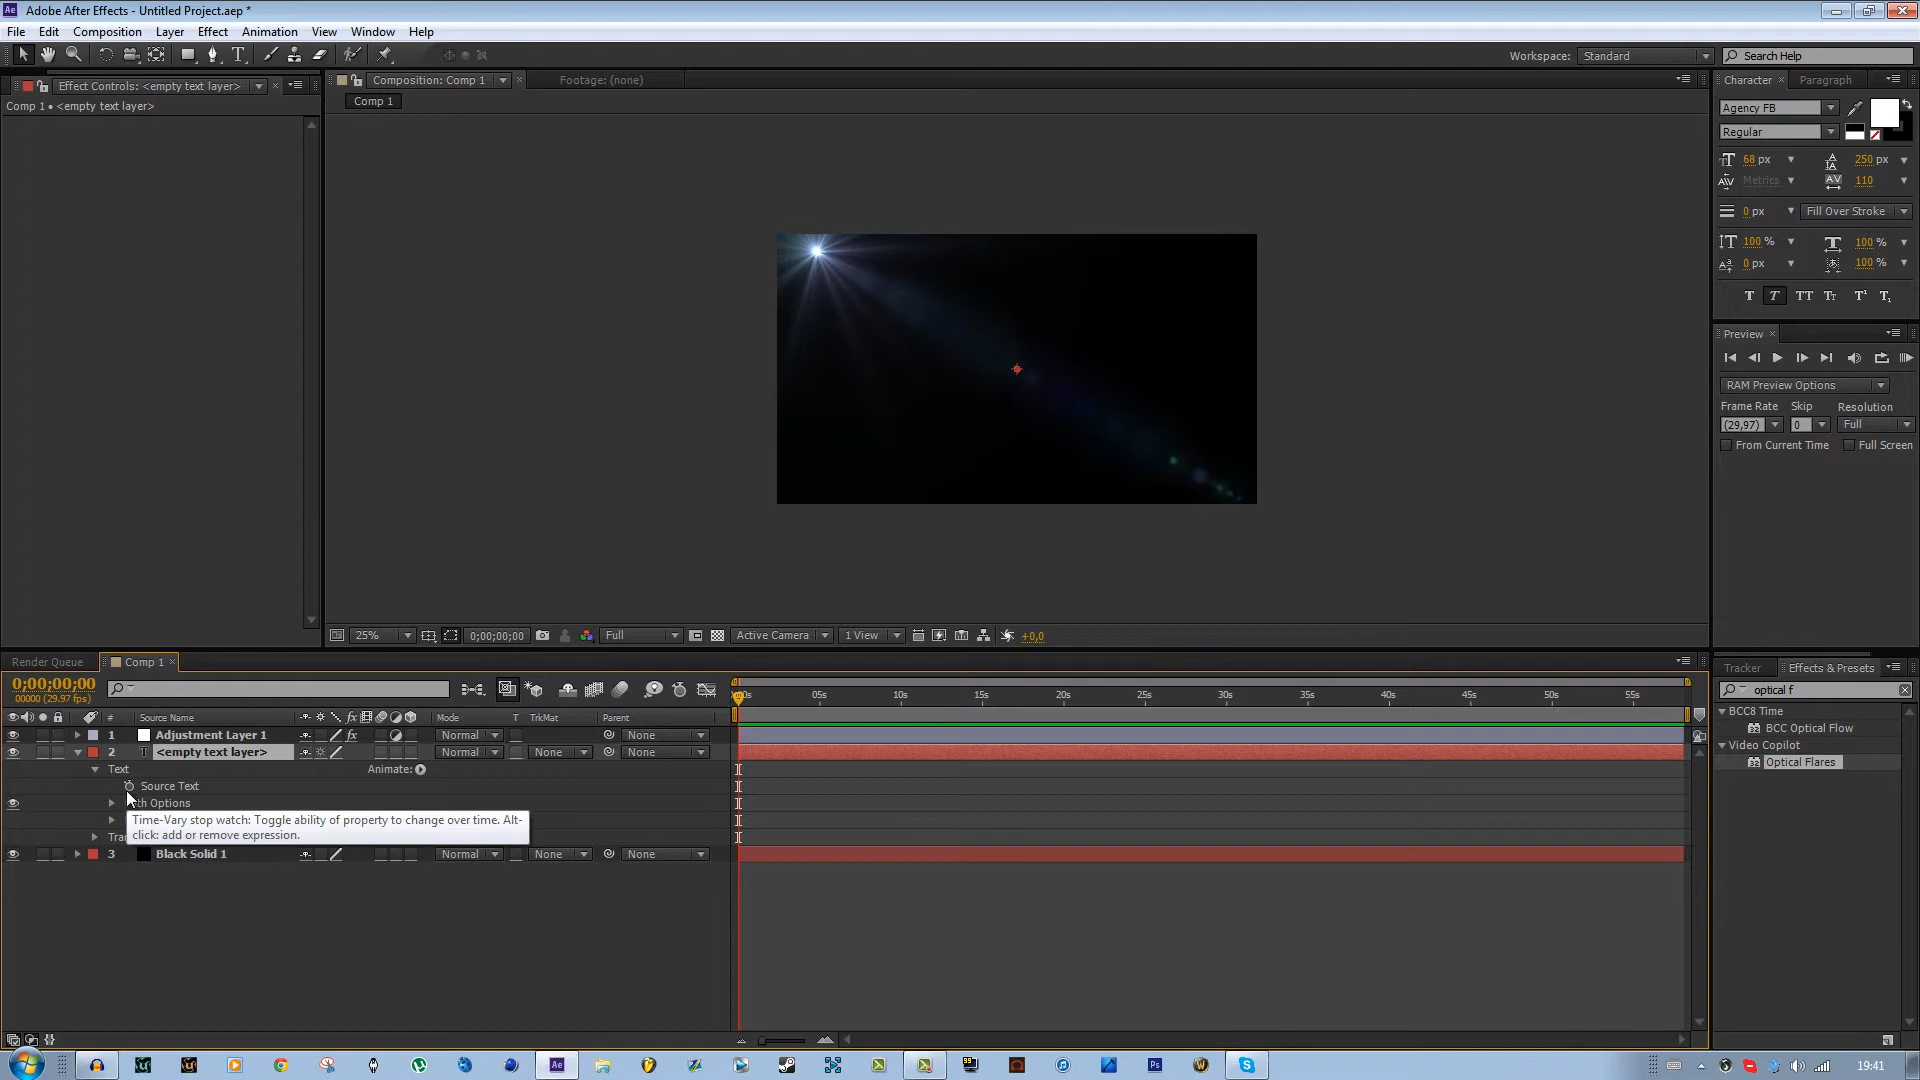 Adobe After Effects - Untitled Project.aep *
File Edit Composition Layer Effect Animation View Window Help
Workspace: Standard Search Help
Effect Controls: <empty text layer>
Composition: Comp 1
Footage: (none)
Character
Paragraph
Comp 1 • <empty text layer>
Comp 1
Agency FB
Regular
68 px 250 px
Metrics 110
0 px Fill Over Stroke
100 % 100 %
0 px 100 %
T T TT Tt T¹ T₁
Preview
RAM Preview Options
Frame Rate Skip Resolution
(29,97) 0 Full
From Current Time Full Screen
25% 0;00;00;00 Full Active Camera 1 View +0,0
Render Queue
Comp 1
Tracker
Effects & Presets
optical f
BCC8 Time
BCC Optical Flow
Video Copilot
Optical Flares
0;00;00;00
00000 (29.97 fps)
05s 10s 15s 20s 25s 30s 35s 40s 45s 50s 55s
# Source Name Mode T TrkMat Parent
1 Adjustment Layer 1 Normal None
2 T <empty text layer> Normal None None
Text Animate:
Source Text
th Options
Time-Vary stop watch: Toggle ability of property to change over time. Alt-
click: add or remove expression.
Tra
3 Black Solid 1 Normal None None
19:41